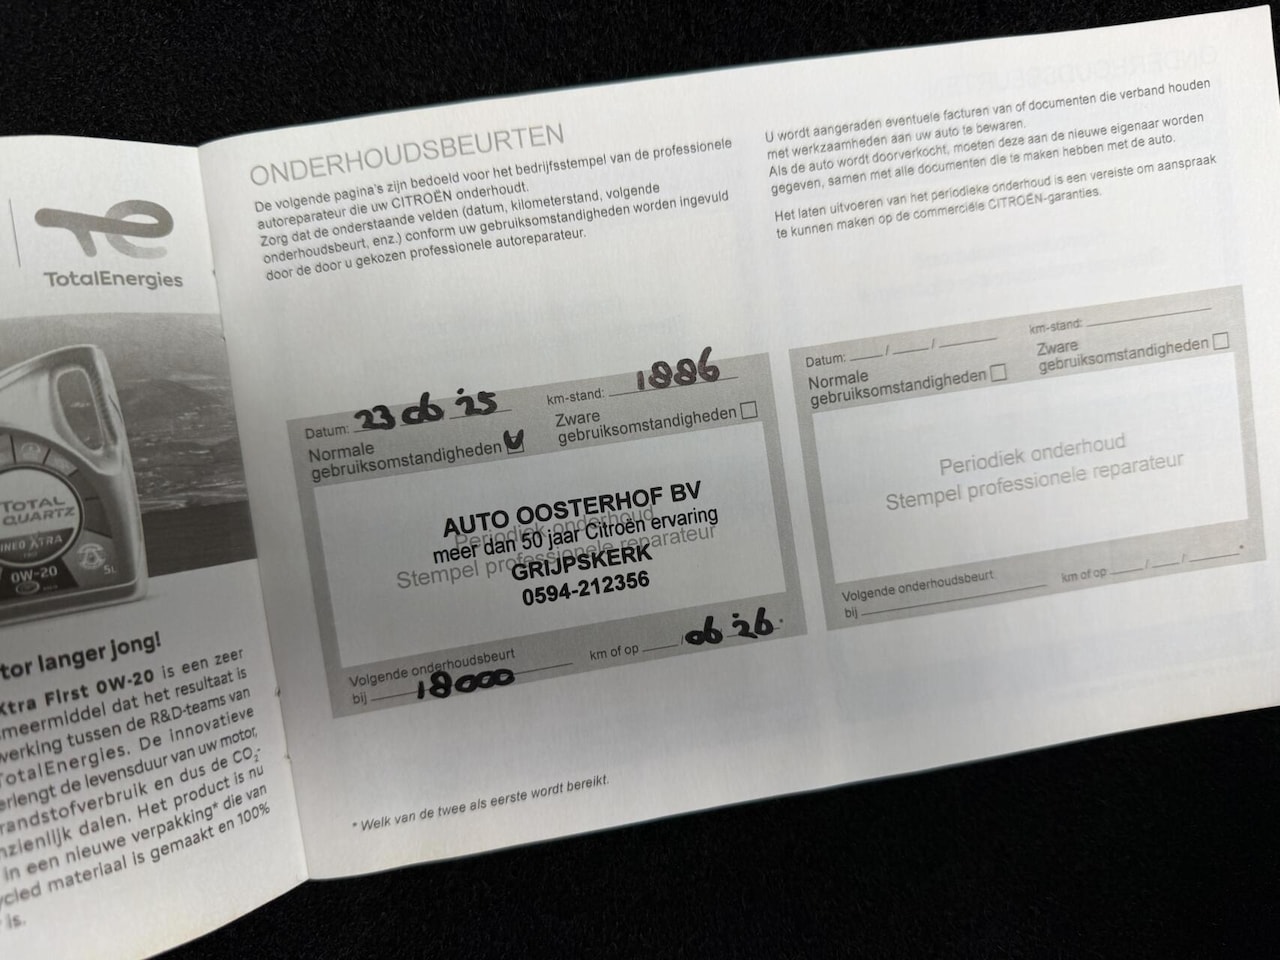 TotalEnergies
TOTAL
QUARTZ
INEO XTRA
0W-20
5L
tor langer jong!
Xtra First 0W-20 is een zeer
smeermiddel dat het resultaat is
werking tussen de R&D-teams van
TotalEnergies. De innovatieve
erlengt de levensduur van uw motor,
randstofverbruik en dus de CO2-
nzienlijk dalen. Het product is nu
in een nieuwe verpakking* die van
ycled materiaal is gemaakt en 100%
is.
ONDERHOUDSBEURTEN
De volgende pagina's zijn bedoeld voor het bedrijfsstempel van de professionele
autoreparateur die uw CITROËN onderhoudt.
Zorg dat de onderstaande velden (datum, kilometerstand, volgende
onderhoudsbeurt, enz.) conform uw gebruiksomstandigheden worden ingevuld
door de door u gekozen professionele autoreparateur.
U wordt aangeraden eventuele facturen van of documenten die verband houden
met werkzaamheden aan uw auto te bewaren.
Als de auto wordt doorverkocht, moeten deze aan de nieuwe eigenaar worden
gegeven, samen met alle documenten die te maken hebben met de auto.
Het laten uitvoeren van het periodieke onderhoud is een vereiste om aanspraak
te kunnen maken op de commerciële CITROËN-garanties.
Datum: 23 06 '25 km-stand: 1886
Normale
gebruiksomstandigheden
Zware
gebruiksomstandigheden
AUTO OOSTERHOF BV
Periodiek onderhoud
meer dan 50 jaar Citroën ervaring
Stempel professionele reparateur
GRIJPSKERK
0594-212356
Volgende onderhoudsbeurt
bij 18000 km of op / 06 '26.
Datum: / / km-stand:
Normale
gebruiksomstandigheden
Zware
gebruiksomstandigheden
Periodiek onderhoud
Stempel professionele reparateur
Volgende onderhoudsbeurt
bij km of op / / *
* Welk van de twee als eerste wordt bereikt.